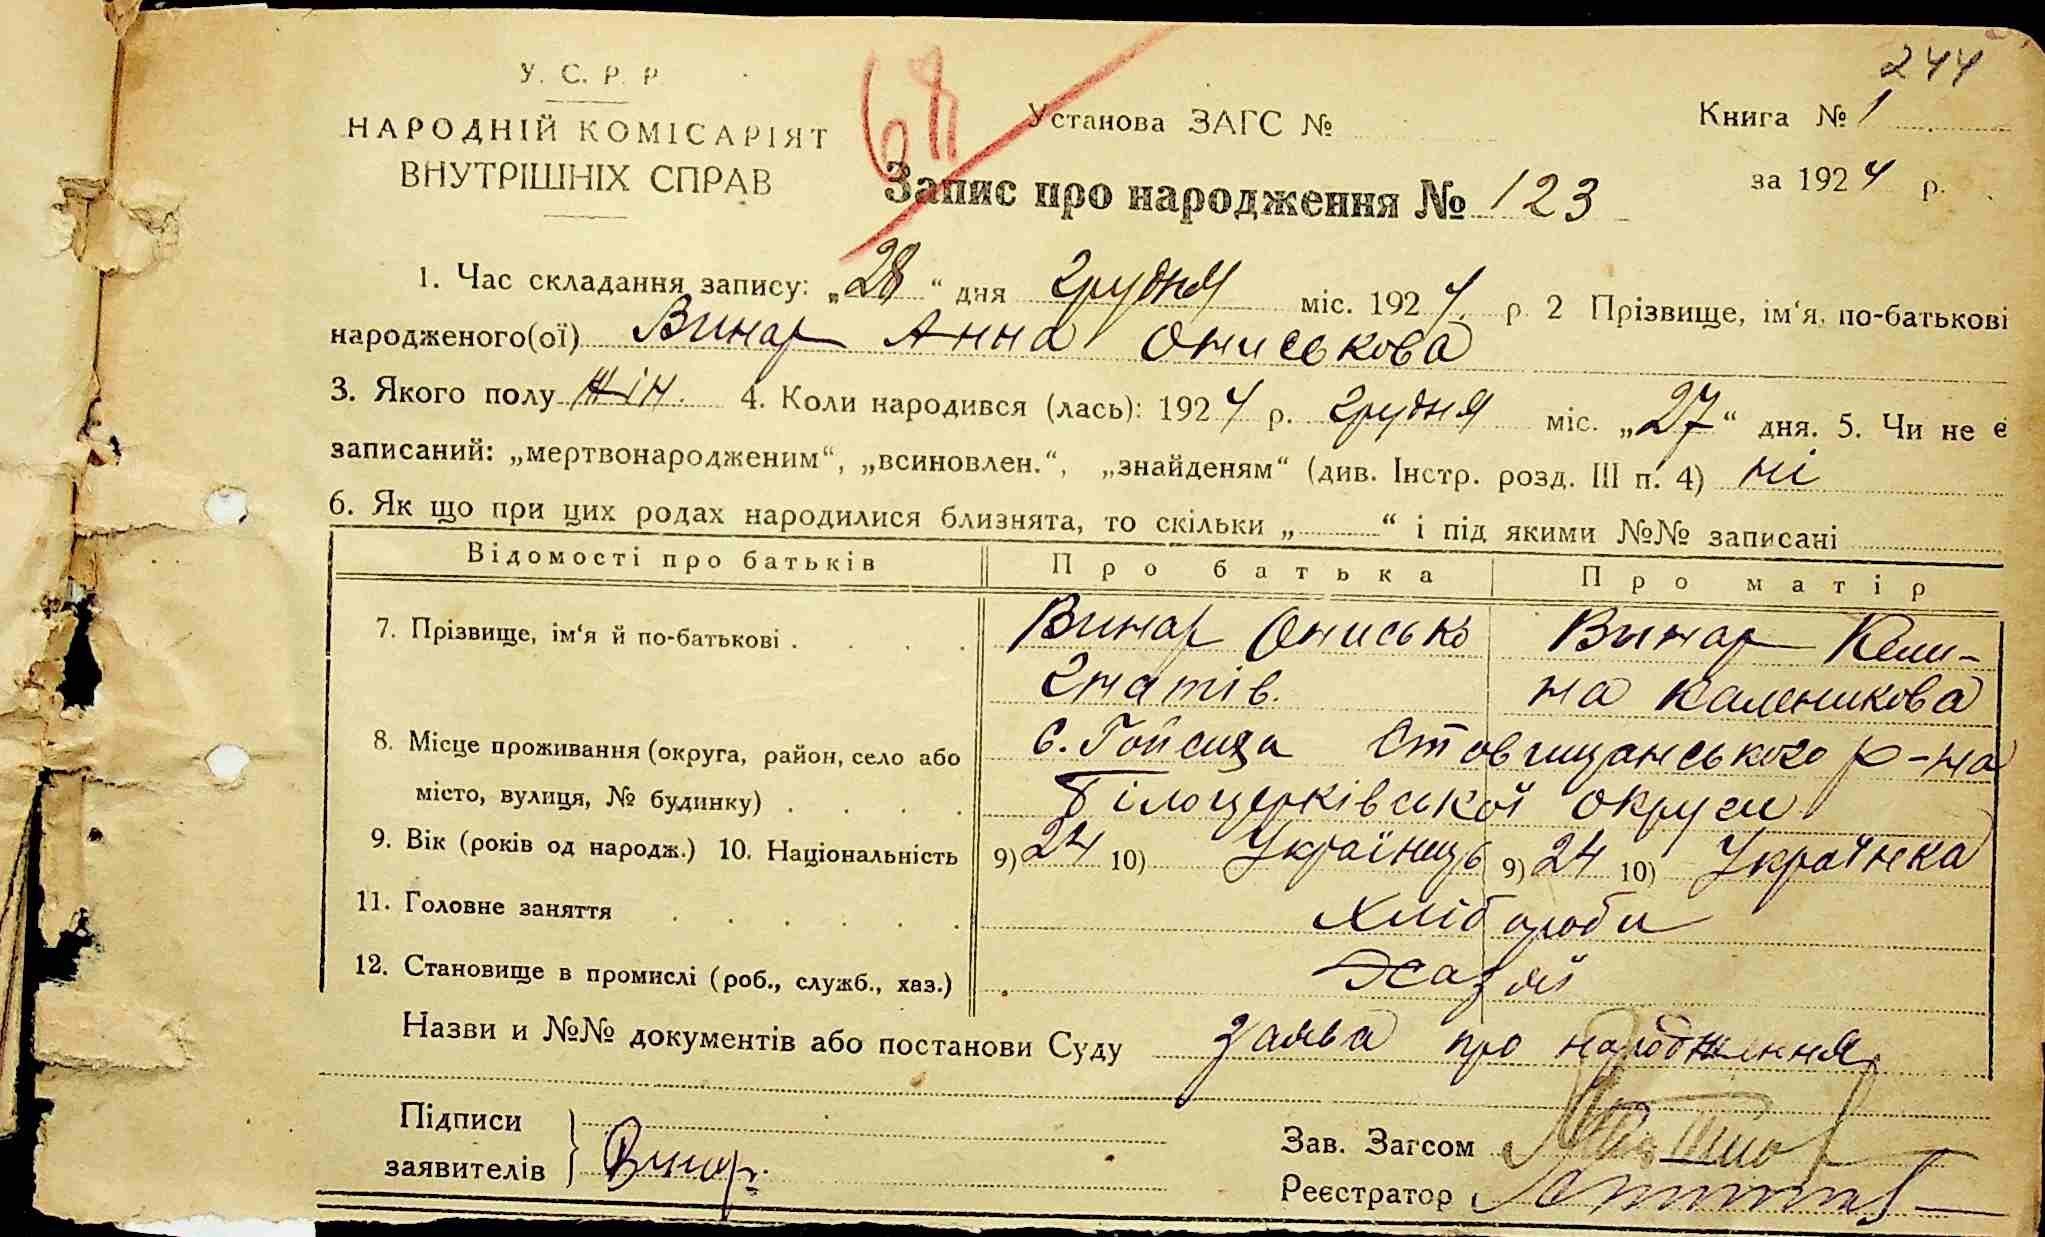 244
У. С. Р. Р
НАРОДНІЙ КОМІСАРІЯТ
ВНУТРІШНІХ СПРАВ
68
Установа ЗАГС №
Книга № 1
за 1924 р.
Запис про народження № 123
1. Час складання запису: „28“ дня грудня міс. 1924 р. 2 Прізвище, ім‘я, по-батькові
народженого(ої) Винар Анна Ониськова
3. Якого полу жін. 4. Коли народився (лась): 1924 р. грудня міс. „27“ дня. 5. Чи не є
записаний: „мертвонародженим“, „всиновлен.“, „знайденям“ (див. Інстр. розд. III п. 4) ні
6. Як що при цих родах народилися близнята, то скільки „ “ і під якими №№ записані
Відомості про батьків Про батька Про матір
7. Прізвище, ім‘я й по-батькові . . . . Винар Онисько Винар Кели-
Гнатів. на Каленикова
8. Місце проживання (округа, район, село або с. Гойсиха Ставищанського р-на
місто, вулиця, № будинку) . . . . Білоцерківської округи
9. Вік (років од народж.) 10. Національність 9) 24 10) Українець 9) 24 10) Українка
11. Головне заняття . . . . . . Хлібороби
12. Становище в промислі (роб., служб., хаз.) Хазяї
Назви и №№ документів або постанови Суду Заява про народження
Підписи
заявителів Винар.
Зав. Загсом
Реєстратор